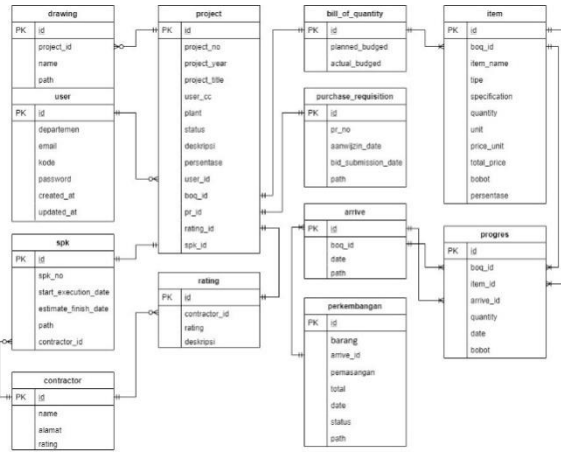 drawing
PK id
project_id
name
path
user
PK id
departemen
email
kode
password
created_at
updated_at
spk
PK id
spk_no
start_execution_date
estimate_finish_date
path
contractor_id
contractor
PK id
name
alamat
rating
project
PK id
project_no
project_year
project_title
user_cc
plant
status
deskripsi
persentase
user_id
boq_id
pr_id
rating_id
spk_id
rating
PK id
contractor_id
rating
deskripsi
bill_of_quantity
PK id
planned_budged
actual_budged
purchase_requisition
PK id
pr_no
aanwijzin_date
bid_submission_date
path
arrive
PK id
boq_id
date
path
perkembangan
PK id
barang
arrive_id
pemasangan
total
date
status
path
item
PK id
boq_id
item_name
tipe
specification
quantity
unit
price_unit
total_price
bobot
persentase
progres
PK id
boq_id
item_id
arrive_id
quantity
date
bobot